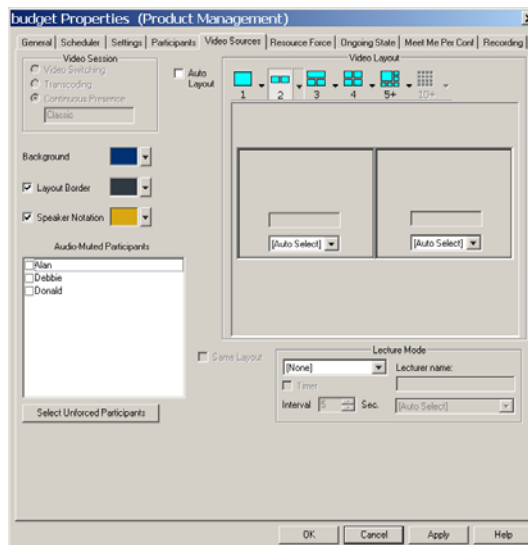 budget Properties (Product Management)
General Scheduler Settings Participants Video Sources Resource Force Ongoing State Meet Me Per Conf Recording
Video Session
Video Switching
Transcoding
Continuous Presence
Classic
Auto Layout
Video Layout
1 2 3 4 5+ 10+
Background
Layout Border
Speaker Notation
[Auto Select] [Auto Select]
Audio-Muted Participants
Alan
Debbie
Donald
Same Layout
Lecture Mode
[None] Lecturer name:
Timer
Interval 5 Sec. [Auto Select]
Select Unforced Participants
OK Cancel Apply Help